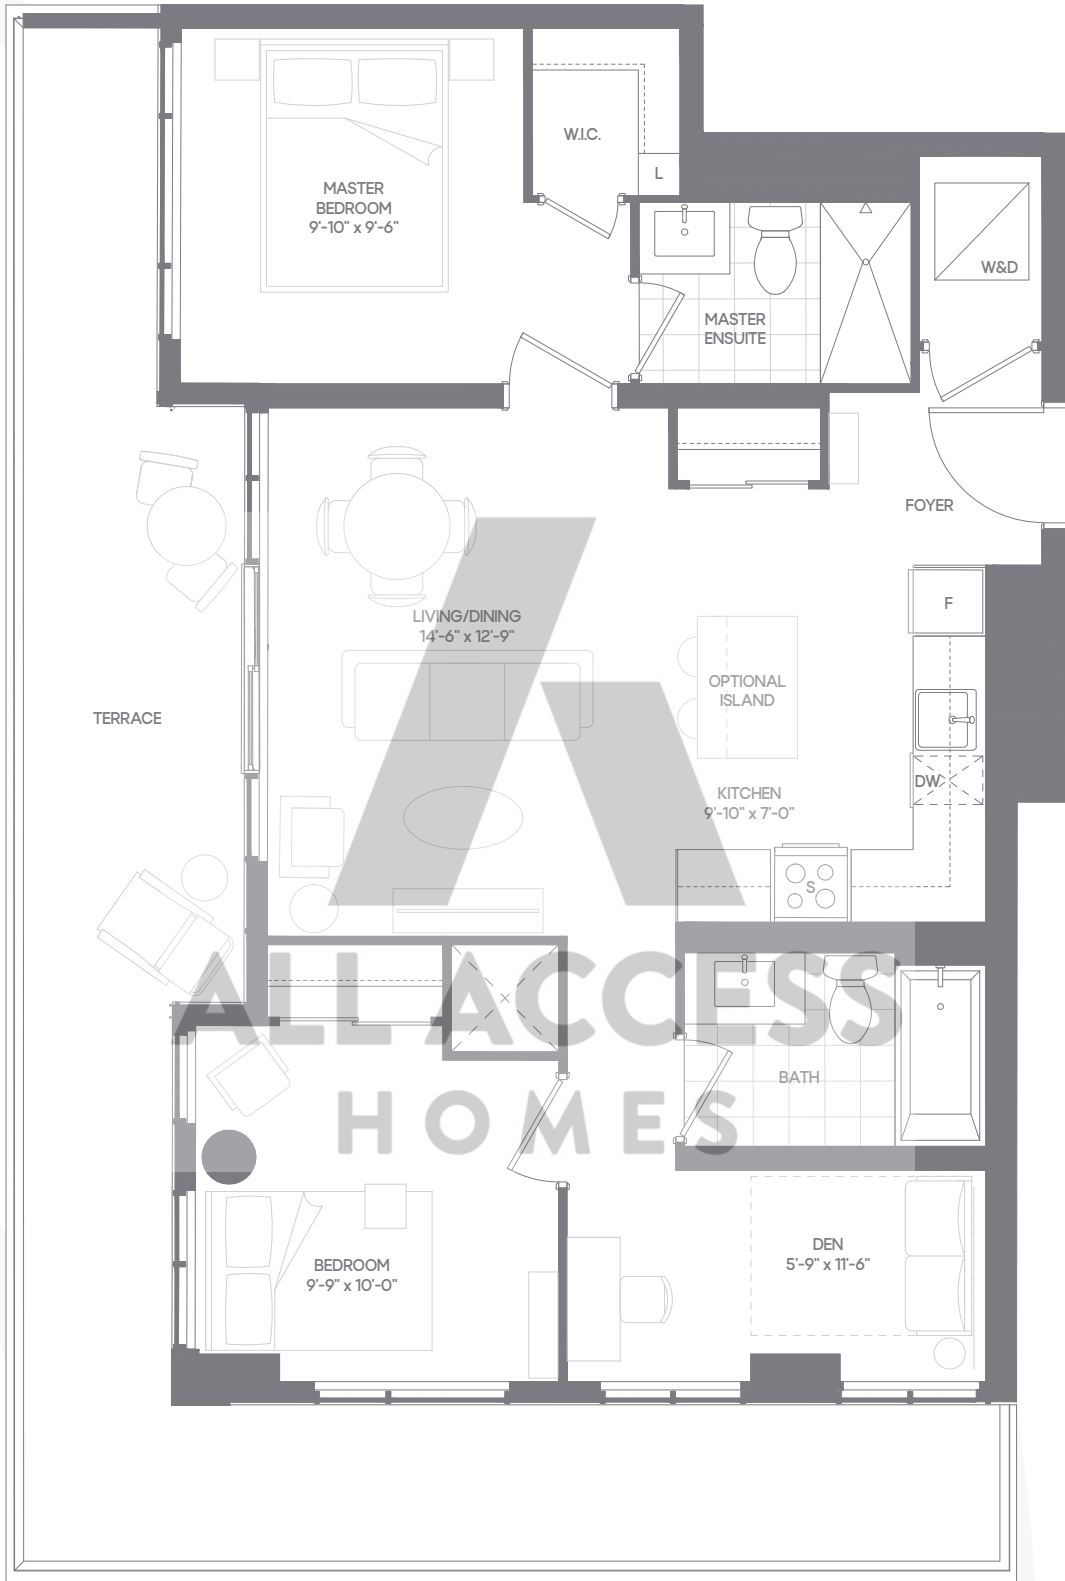 W.I.C.
L
MASTER
BEDROOM
9'-10" x 9'-6"
W&D
MASTER
ENSUITE
FOYER
F
LIVING/DINING
14'-6" x 12'-9"
OPTIONAL
ISLAND
TERRACE
DW
KITCHEN
9'-10" x 7'-0"
S
ALL ACCESS
HOMES
BATH
DEN
5'-9" x 11'-6"
BEDROOM
9'-9" x 10'-0"